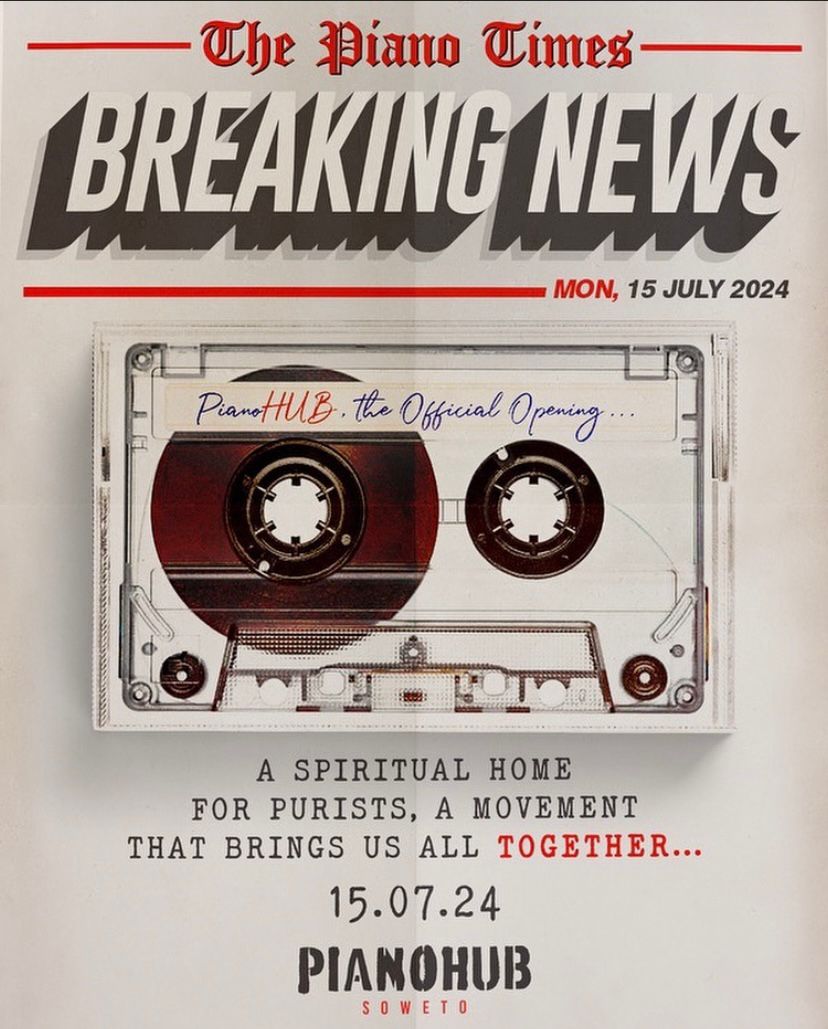 The Piano Times
BREAKING NEWS
MON, 15 JULY 2024
PianoHUB, the Official Opening...
A SPIRITUAL HOME
FOR PURISTS, A MOVEMENT
THAT BRINGS US ALL TOGETHER...
15.07.24
PIANOHUB
SOWETO